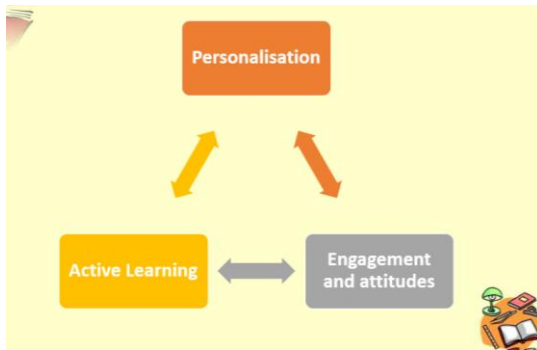 Personalisation
Active Learning
Engagement
and attitudes